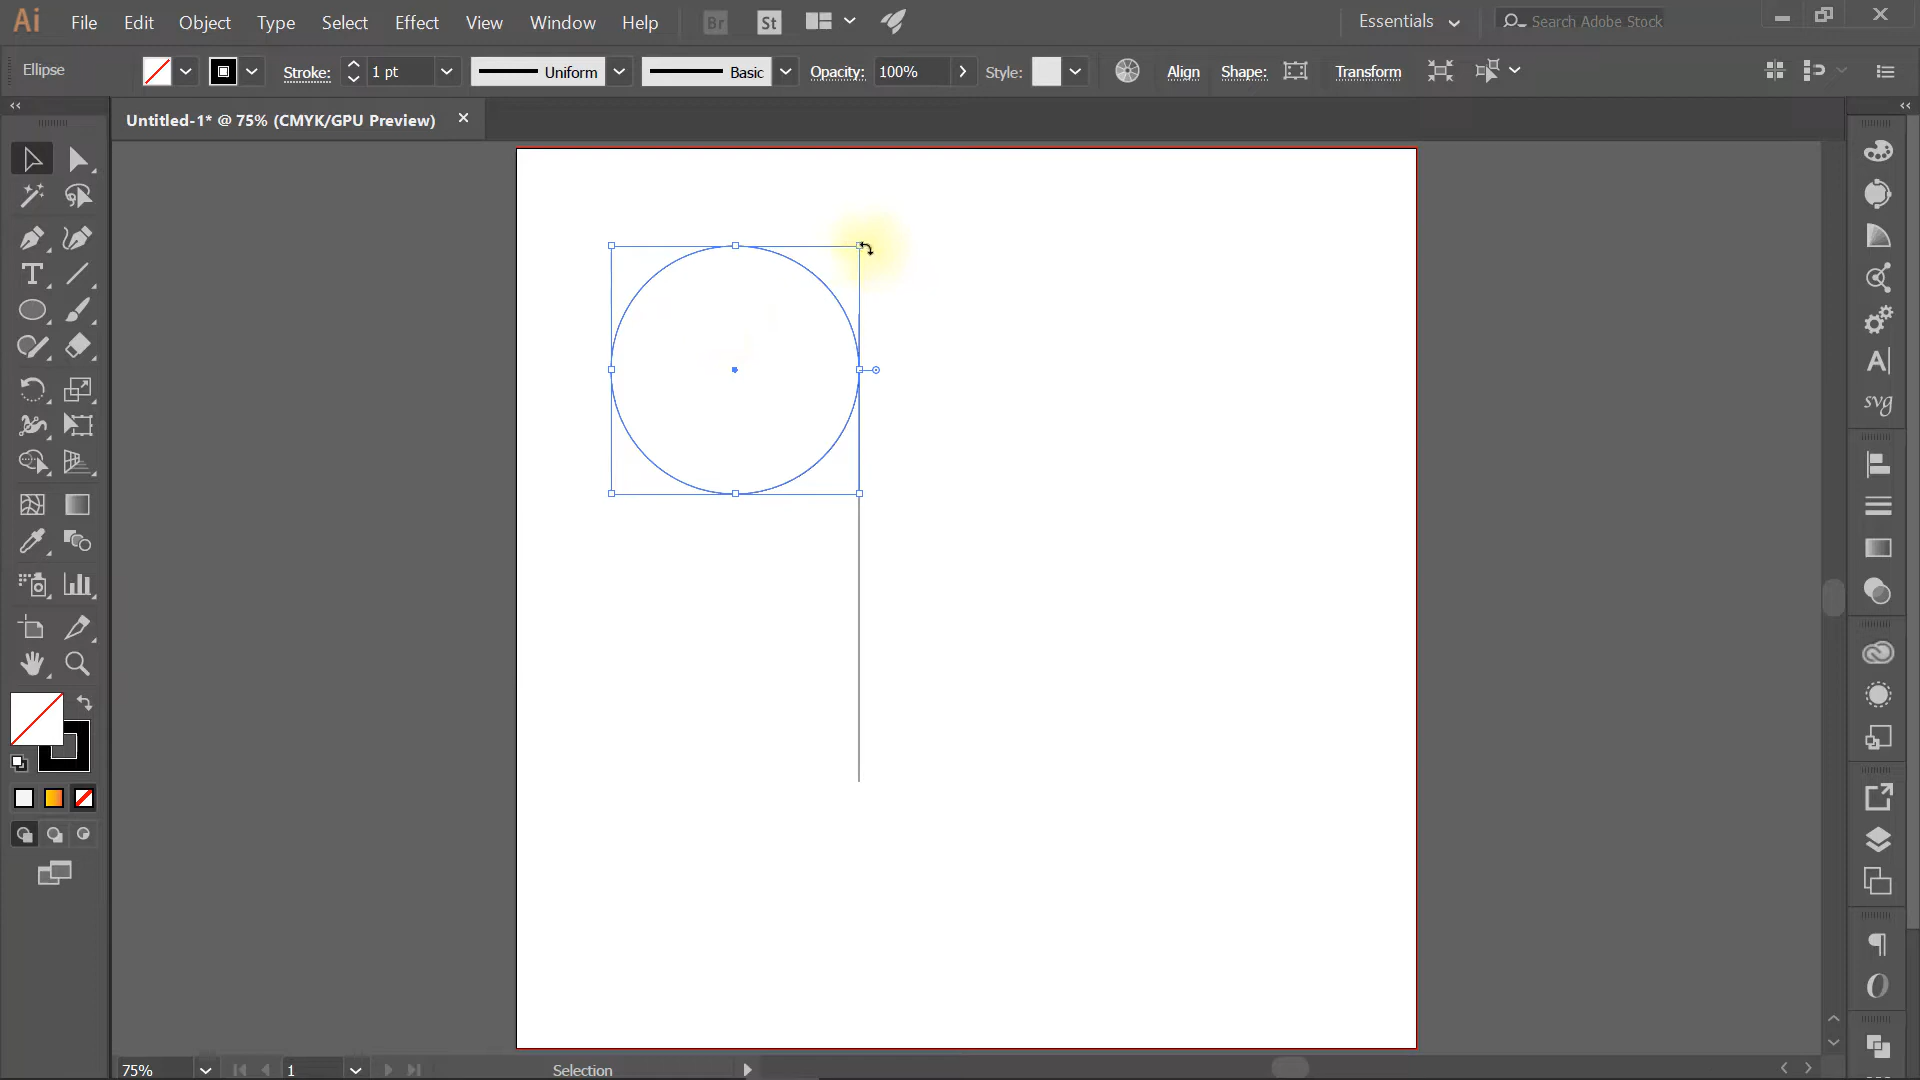 Ai File Edit Object Type Select Effect View Window Help Br St Essentials Search Adobe Stock
Ellipse Stroke: 1 pt Uniform Basic Opacity: 100% Style: Align Shape: Transform
Untitled-1* @ 75% (CMYK/GPU Preview)
T
A
svg
75% 1 Selection